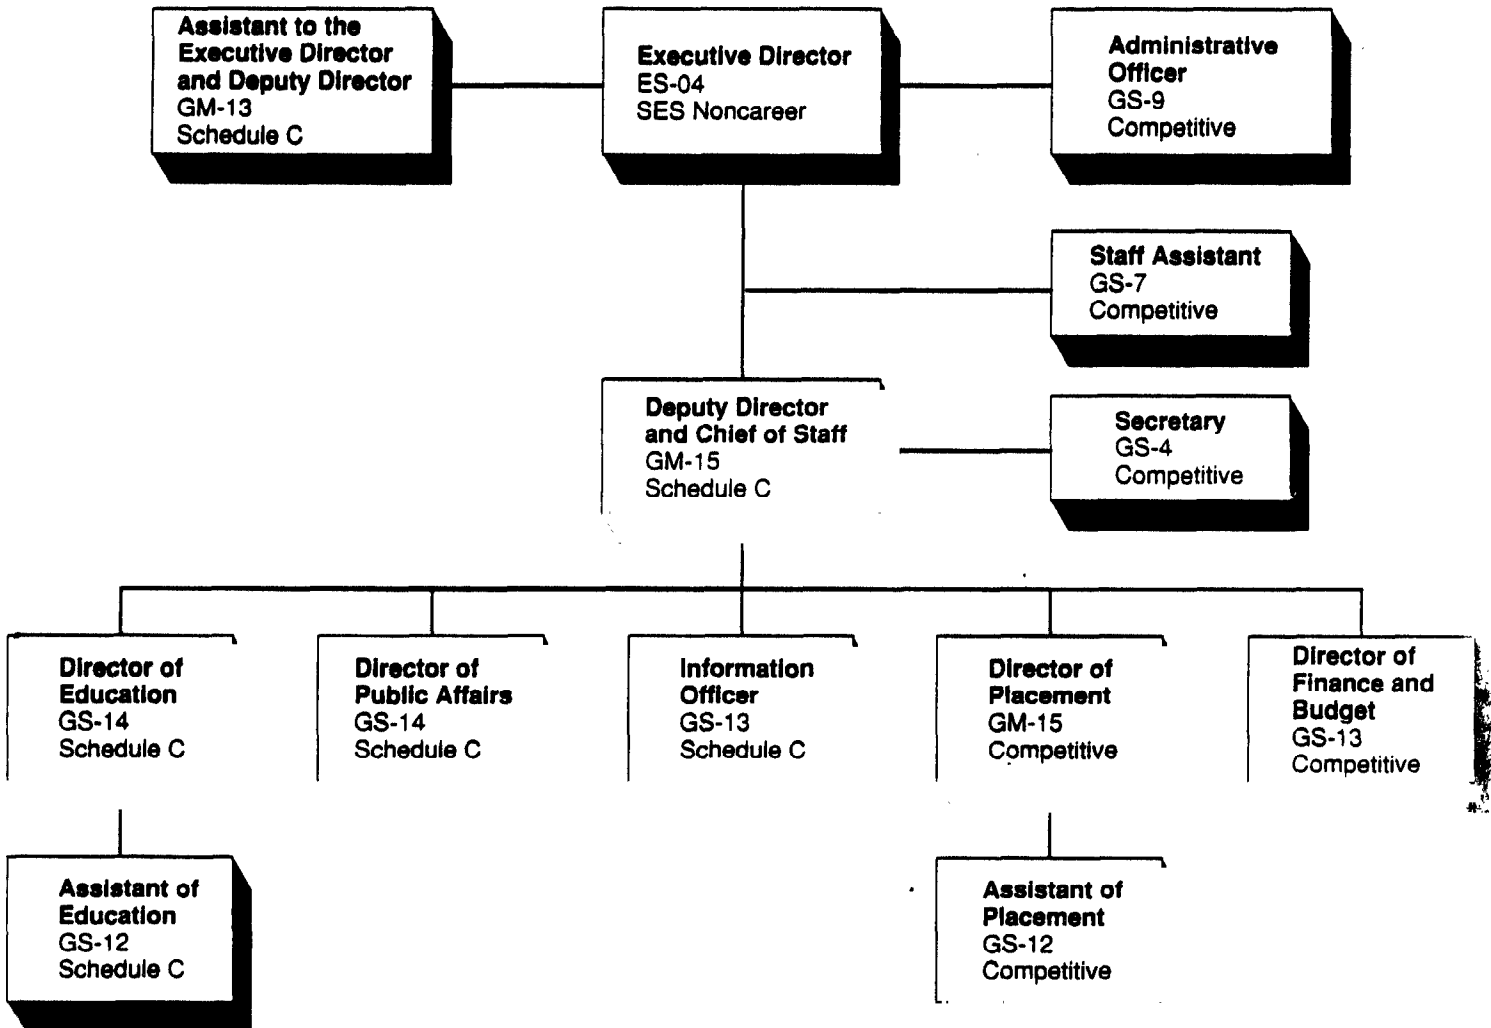 Assistant to the
Executive Director
and Deputy Director
GM-13
Schedule C
Executive Director
ES-04
SES Noncareer
Administrative
Officer
GS-9
Competitive
Staff Assistant
GS-7
Competitive
Deputy Director
and Chief of Staff
GM-15
Schedule C
Secretary
GS-4
Competitive
Director of
Education
GS-14
Schedule C
Director of
Public Affairs
GS-14
Schedule C
Information
Officer
GS-13
Schedule C
Director of
Placement
GM-15
Competitive
Director of
Finance and
Budget
GS-13
Competitive
Assistant of
Education
GS-12
Schedule C
Assistant of
Placement
GS-12
Competitive